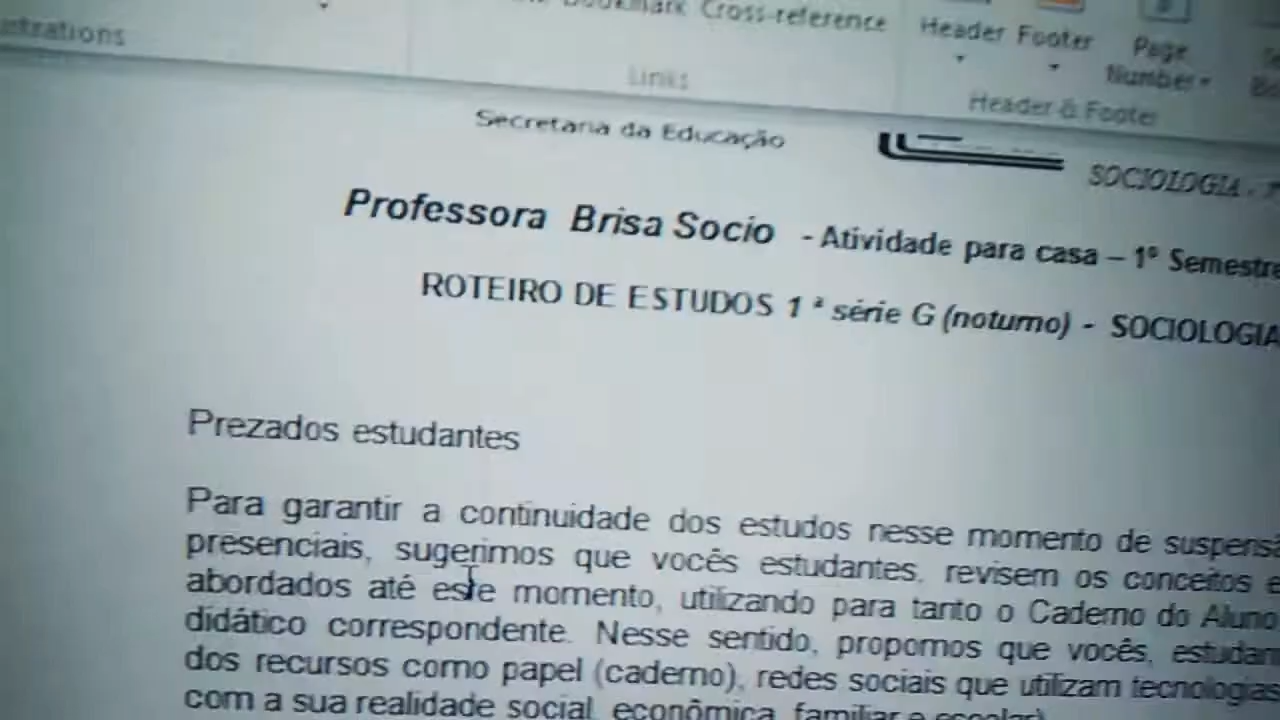 Bookmark Cross-reference
Header Footer
Page
Number
Links
Header & Footer
Secretaria da Educação
SOCIOLOGIA -
Professora Brisa Socio - Atividade para casa – 1º Semestre
ROTEIRO DE ESTUDOS 1 ª série G (noturno) - SOCIOLOGIA
Prezados estudantes
Para garantir a continuidade dos estudos nesse momento de
presenciais, sugerimos que vocês estudantes, revisem os conceitos e
abordados até este momento, utilizando para tanto o Caderno do Aluno
didático correspondente. Nesse sentido, propomos que vocês,
dos recursos como papel (caderno), redes sociais que utilizam tecnologias
com a sua realidade social, econômica, familiar e escolar)